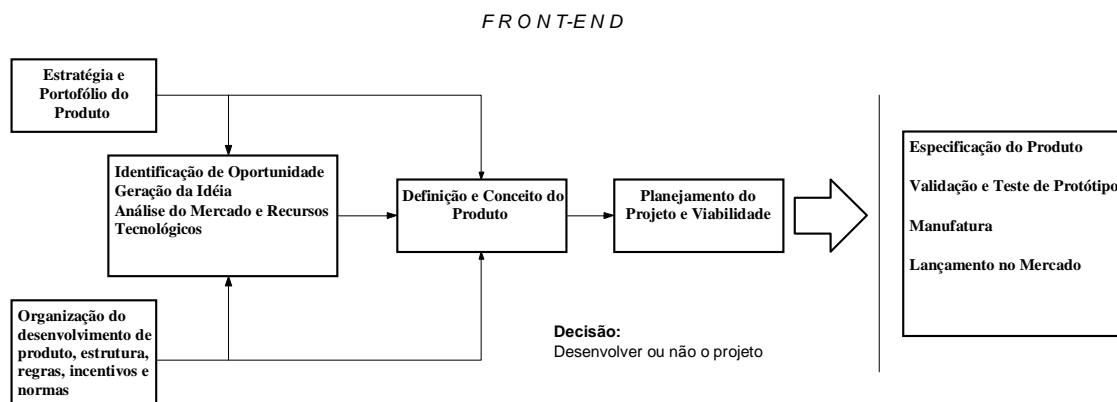 F R O N T-E N D
Estratégia e
Portofólio do
Produto
Identificação de Oportunidade
Geração da Idéia
Análise do Mercado e Recursos
Tecnológicos
Definição e Conceito do
Produto
Planejamento do
Projeto e Viabilidade
Especificação do Produto
Validação e Teste de Protótipo
Manufatura
Lançamento no Mercado
Organização do
desenvolvimento de
produto, estrutura,
regras, incentivos e
normas
Decisão:
Desenvolver ou não o projeto